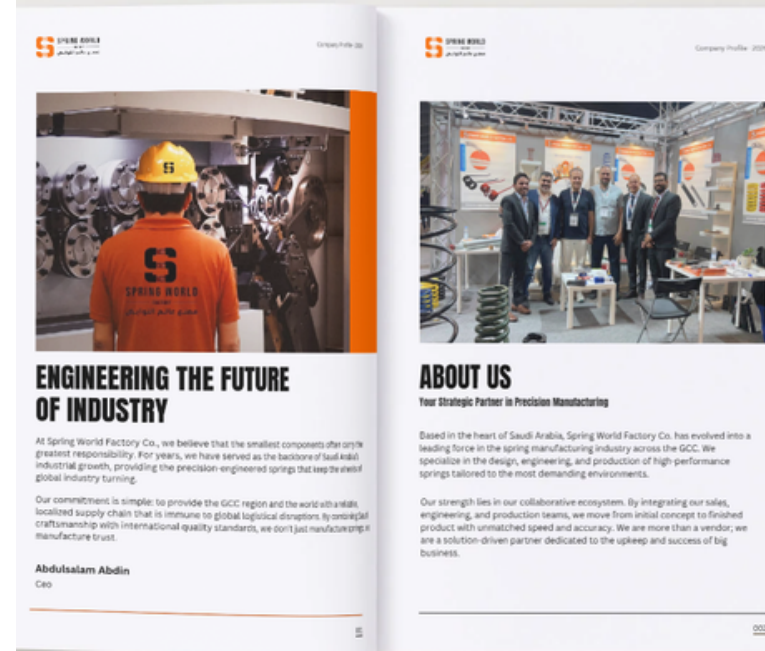 SPRING WORLD
Company Profile
SPRING WORLD
ENGINEERING THE FUTURE
OF INDUSTRY
At Spring World Factory Co., we believe that the smallest components often carry the
greatest responsibility. For years, we have served as the backbone of Saudi Arabia's
industrial growth, providing the precision-engineered springs that keep the wheels of
global industry turning.
Our commitment is simple: to provide the GCC region and the world with a reliable,
localized supply chain that is immune to global logistical disruptions. By combining Saudi
craftsmanship with international quality standards, we don't just manufacture springs; we
manufacture trust.
Abdulsalam Abdin
Ceo
SPRING WORLD
Company Profile
ABOUT US
Your Strategic Partner in Precision Manufacturing
Based in the heart of Saudi Arabia, Spring World Factory Co. has evolved into a
leading force in the spring manufacturing industry across the GCC. We
specialize in the design, engineering, and production of high-performance
springs tailored to the most demanding environments.
Our strength lies in our collaborative ecosystem. By integrating our sales,
engineering, and production teams, we move from initial concept to finished
product with unmatched speed and accuracy. We are more than a vendor; we
are a solution-driven partner dedicated to the upkeep and success of big
business.
002